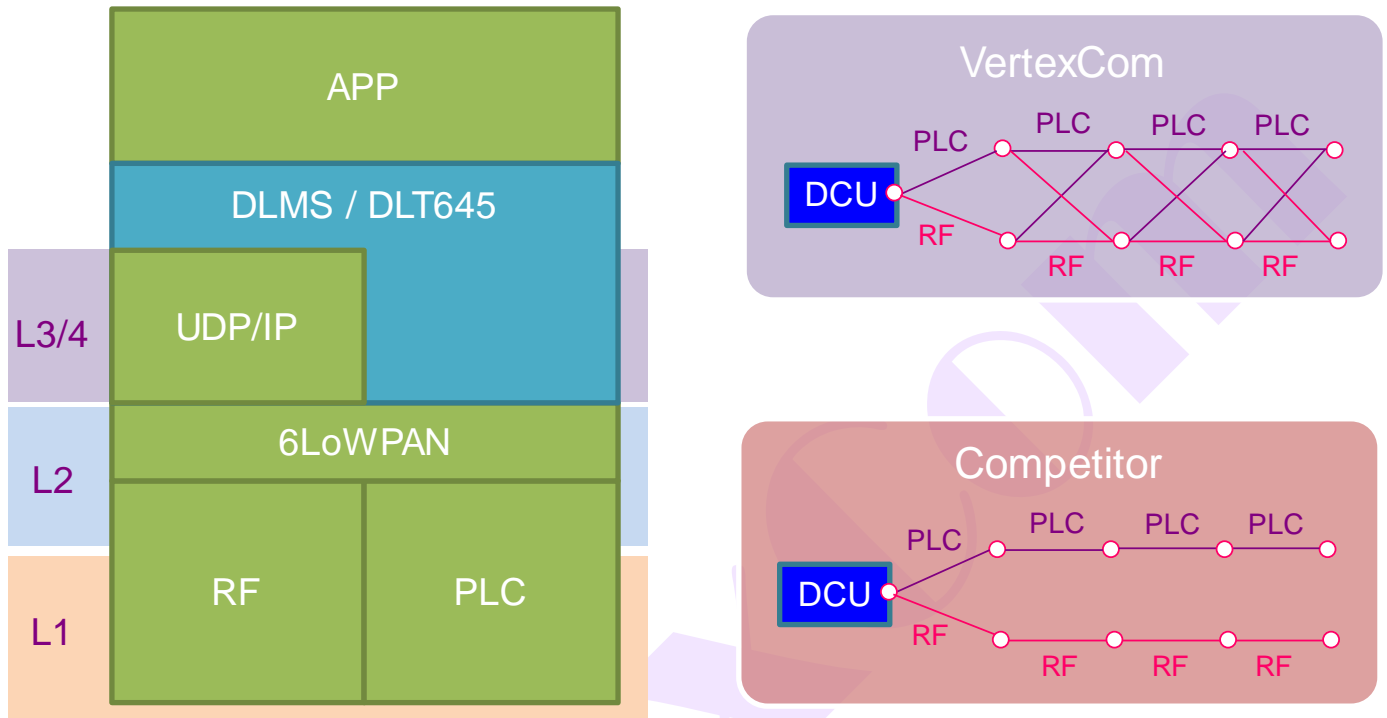 APP
DLMS / DLT645
L3/4
UDP/IP
6LoWPAN
L2
RF
PLC
L1
VertexCom
PLC
PLC
PLC
PLC
DCU
RF
RF
RF
RF
Competitor
PLC
PLC
PLC
PLC
DCU
RF
RF
RF
RF